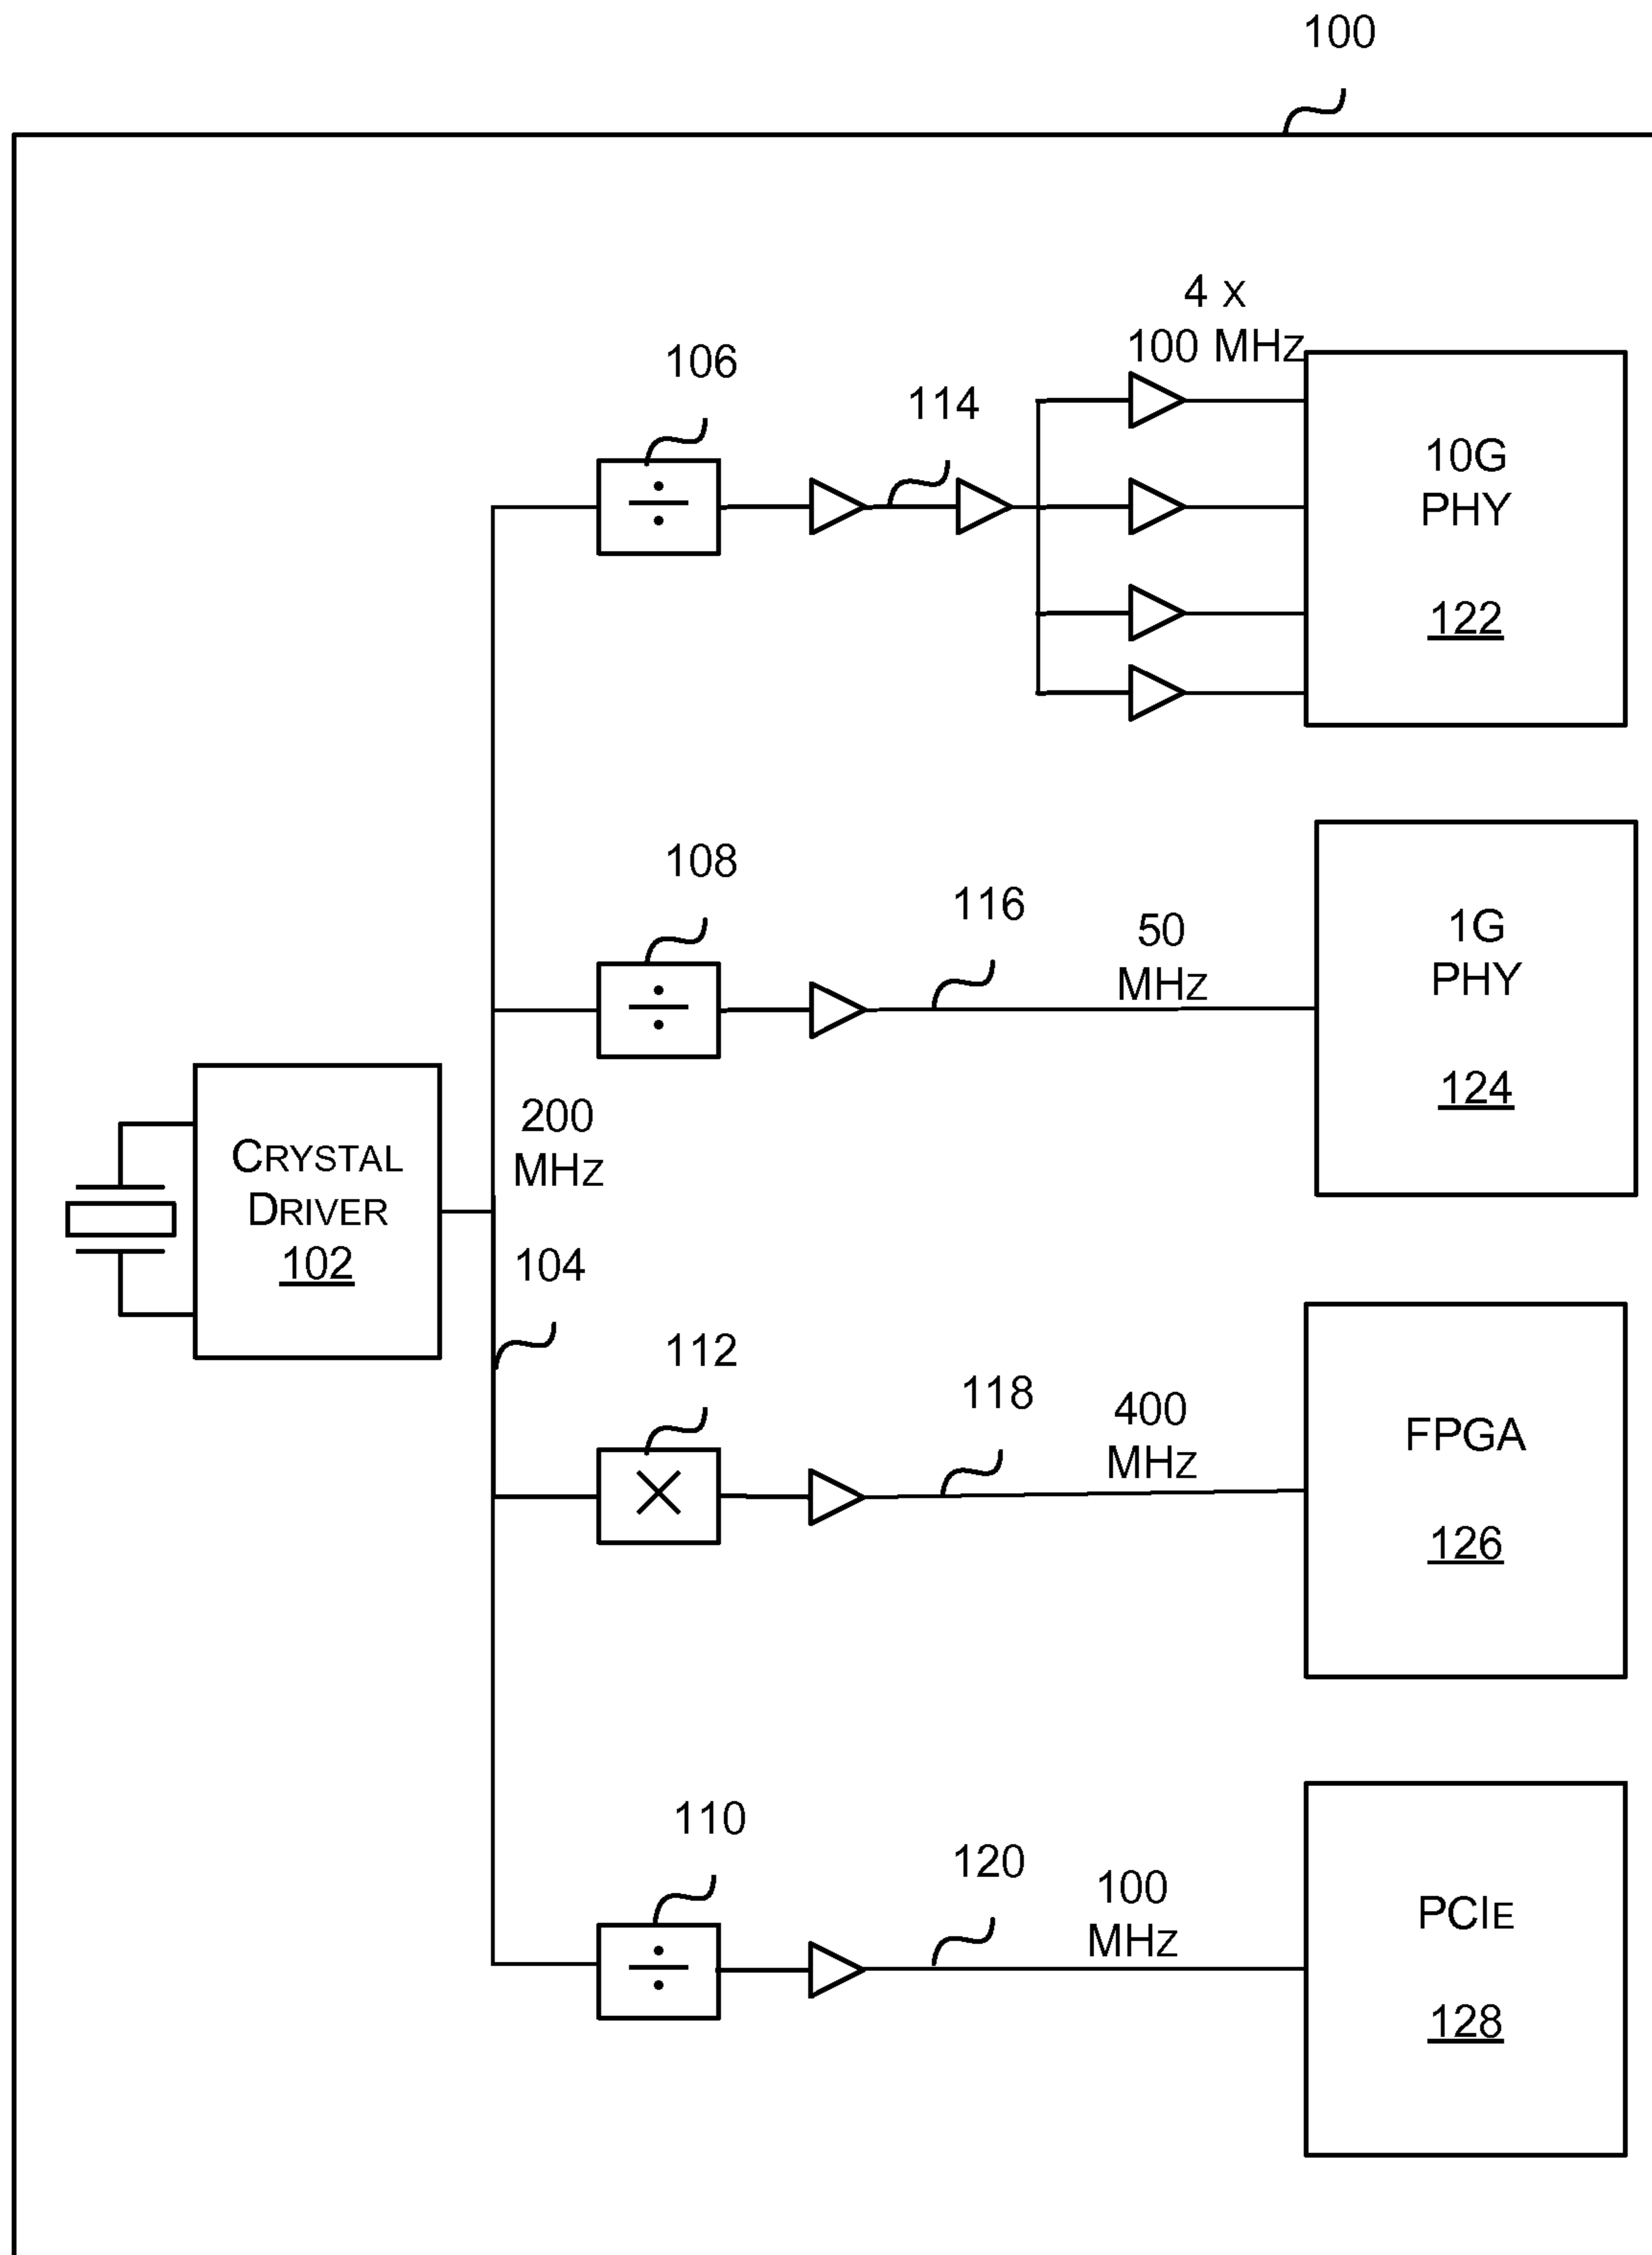 100
4 X
100 MHZ
106
114
10G
PHY
122
108
116
50
MHZ
1G
PHY
124
200
MHZ
CRYSTAL
DRIVER
102
104
112
118
400
MHZ
FPGA
126
110
120
100
MHZ
PCIE
128